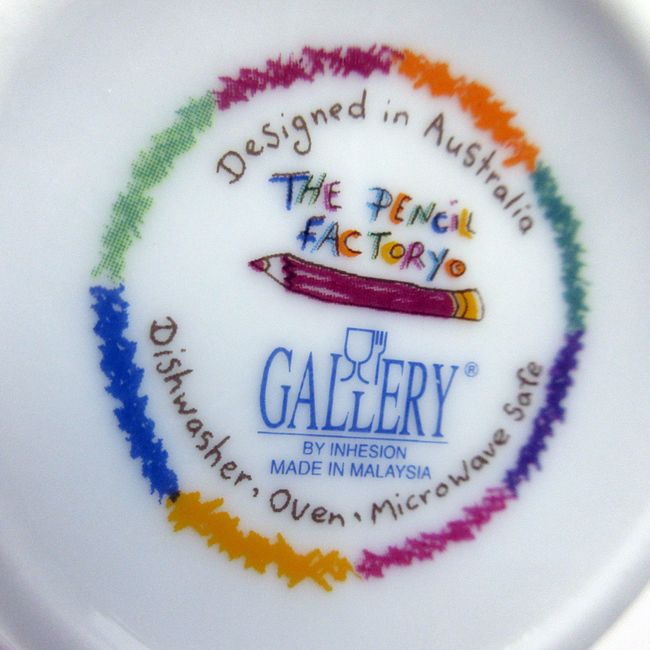 Designed in Australia
THE PENCIL
FACTORY©
GALLERY®
BY INHESION
MADE IN MALAYSIA
Dishwasher, Oven, Microwave Safe